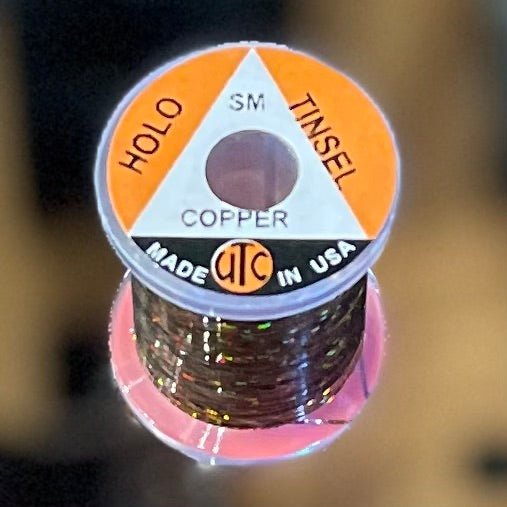 HOLO
SM
TINSEL
COPPER
MADE UTC IN USA